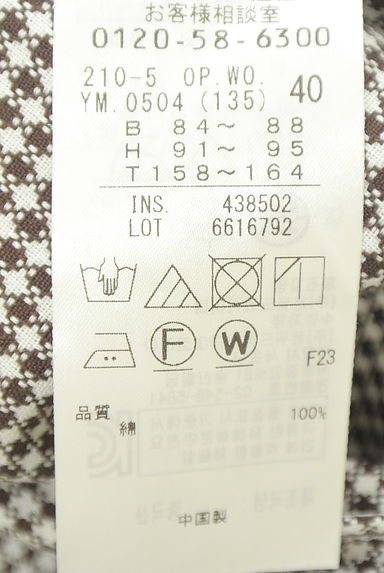 お客様相談室
0120-58-6300
210-5 OP.WO.
YM.0504 (135) 40
B 84～ 88
H 91～ 95
T158～164
INS. 438502
LOT 6616792
F W
F23
品質 100%
綿
中国製